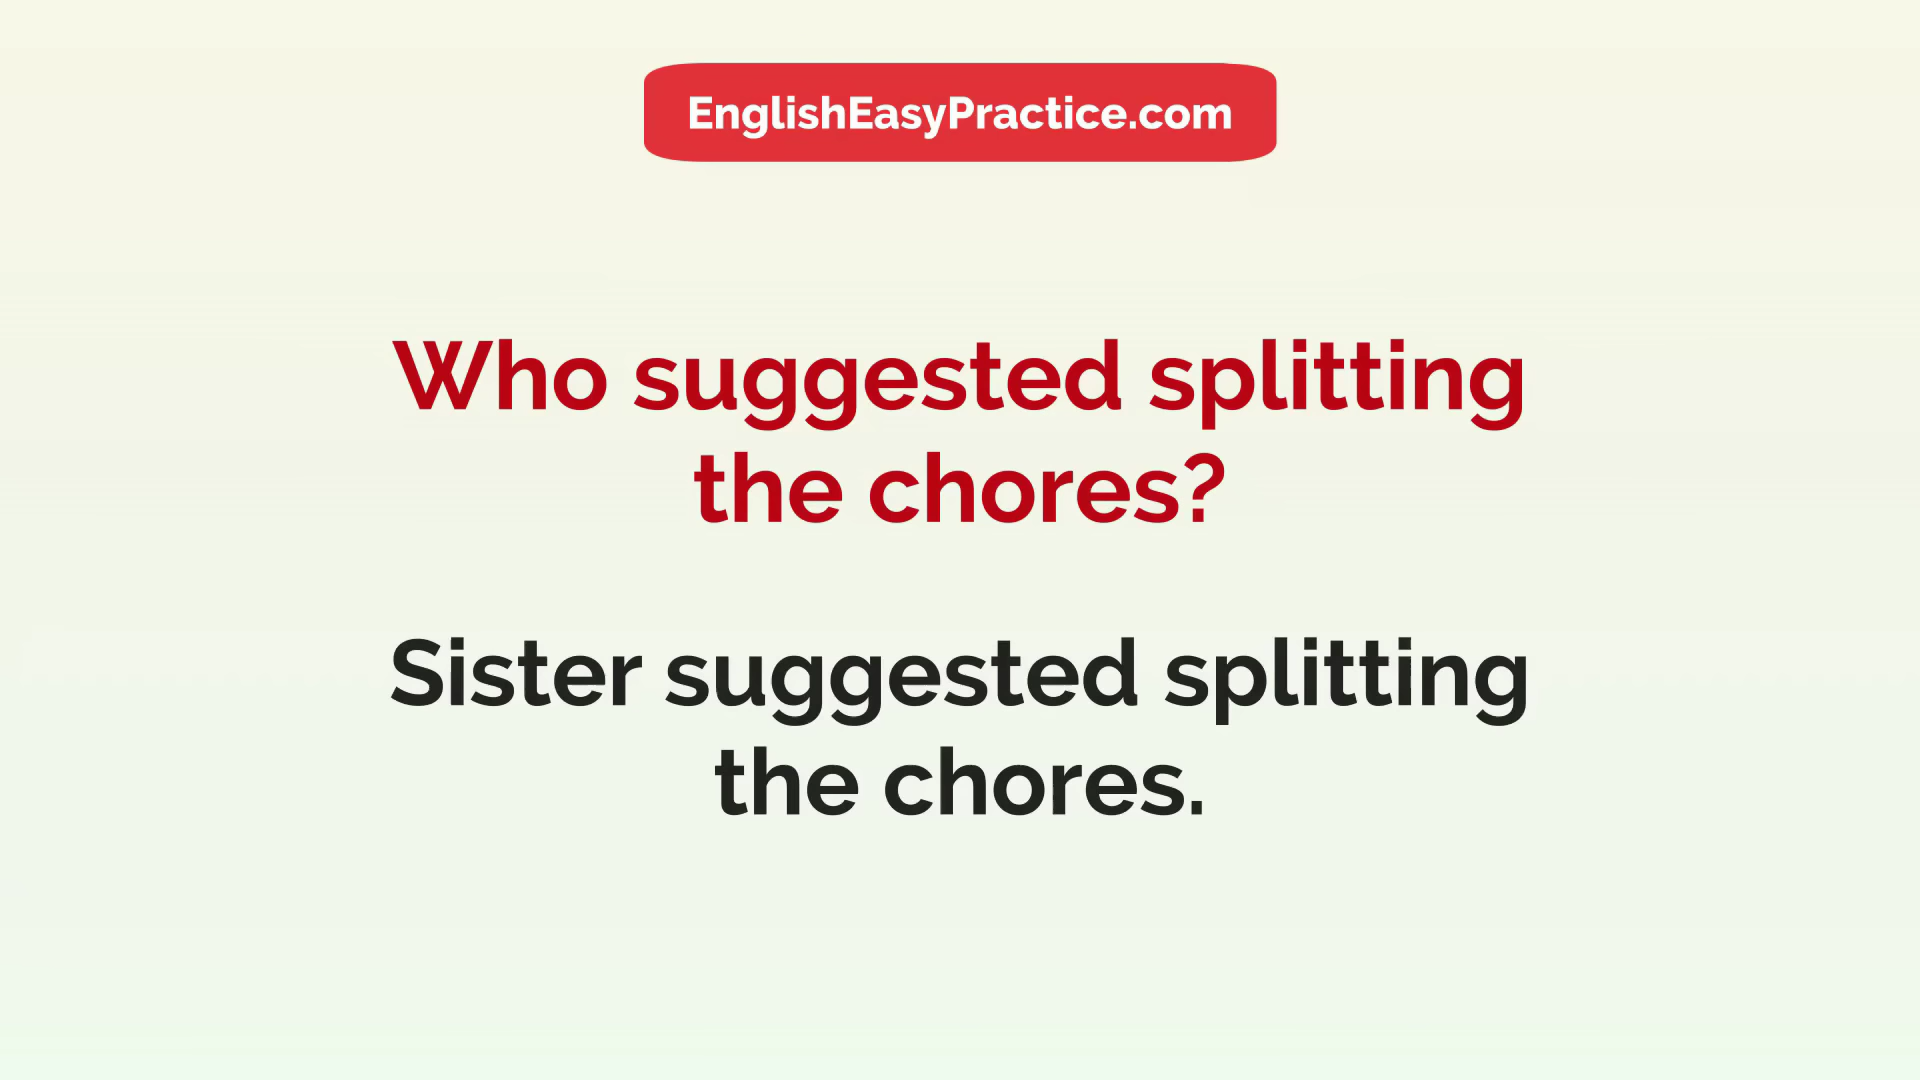 EnglishEasyPractice.com
Who suggested splitting
the chores?
Sister suggested splitting
the chores.